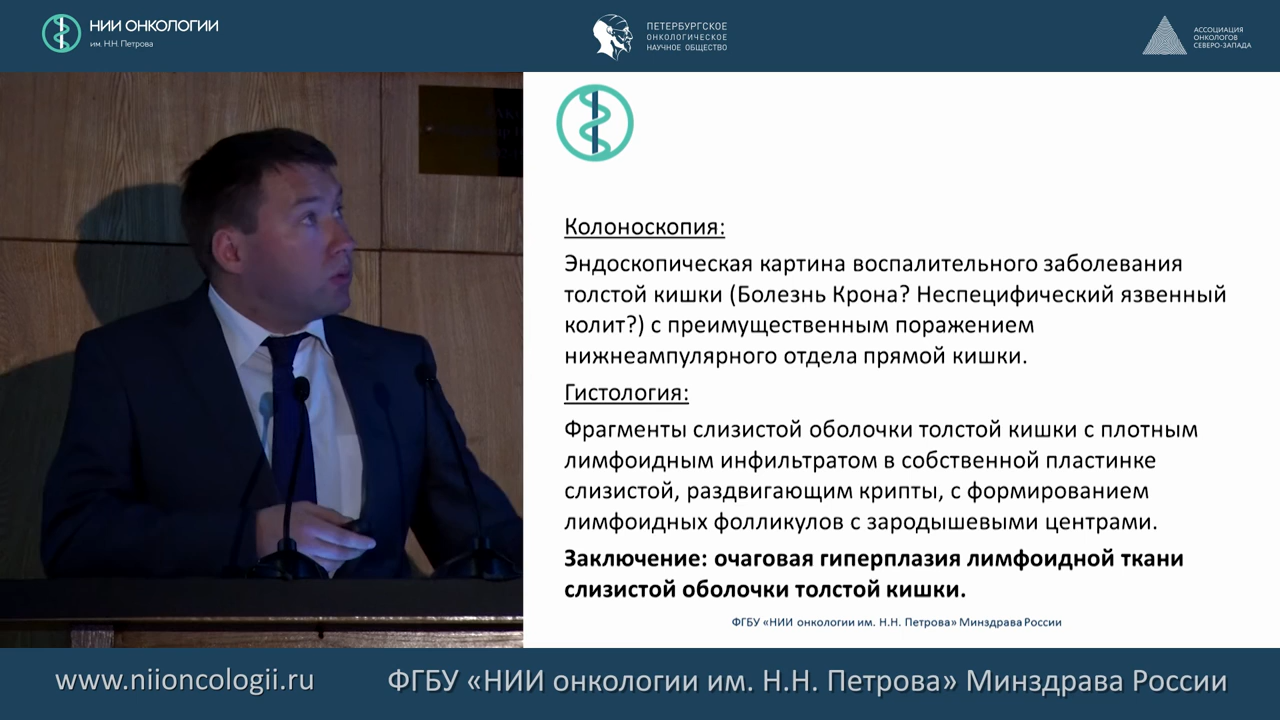 НИИ ОНКОЛОГИИ
им. Н.Н. Петрова
ПЕТЕРБУРГСКОЕ
ОНКОЛОГИЧЕСКОЕ
НАУЧНОЕ ОБЩЕСТВО
АССОЦИАЦИЯ
ОНКОЛОГОВ
СЕВЕРО-ЗАПАДА
Колоноскопия:
Эндоскопическая картина воспалительного заболевания
толстой кишки (Болезнь Крона? Неспецифический язвенный
колит?) с преимущественным поражением
нижнеампулярного отдела прямой кишки.
Гистология:
Фрагменты слизистой оболочки толстой кишки с плотным
лимфоидным инфильтратом в собственной пластинке
слизистой, раздвигающим крипты, с формированием
лимфоидных фолликулов с зародышевыми центрами.
Заключение: очаговая гиперплазия лимфоидной ткани
слизистой оболочки толстой кишки.
ФГБУ «НИИ онкологии им. Н.Н. Петрова» Минздрава России
www.niioncologii.ru
ФГБУ «НИИ онкологии им. Н.Н. Петрова» Минздрава России